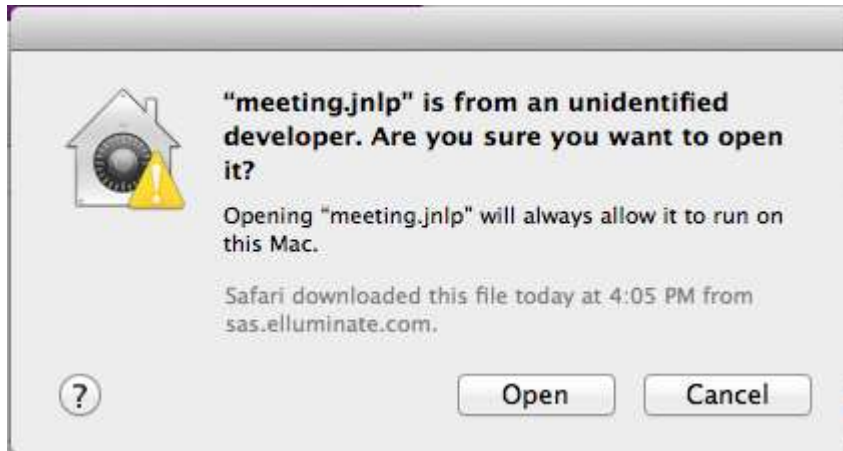 “meeting.jnlp” is from an unidentified
developer. Are you sure you want to open
it?
Opening “meeting.jnlp” will always allow it to run on
this Mac.
Safari downloaded this file today at 4:05 PM from
sas.elluminate.com.
?
Open
Cancel